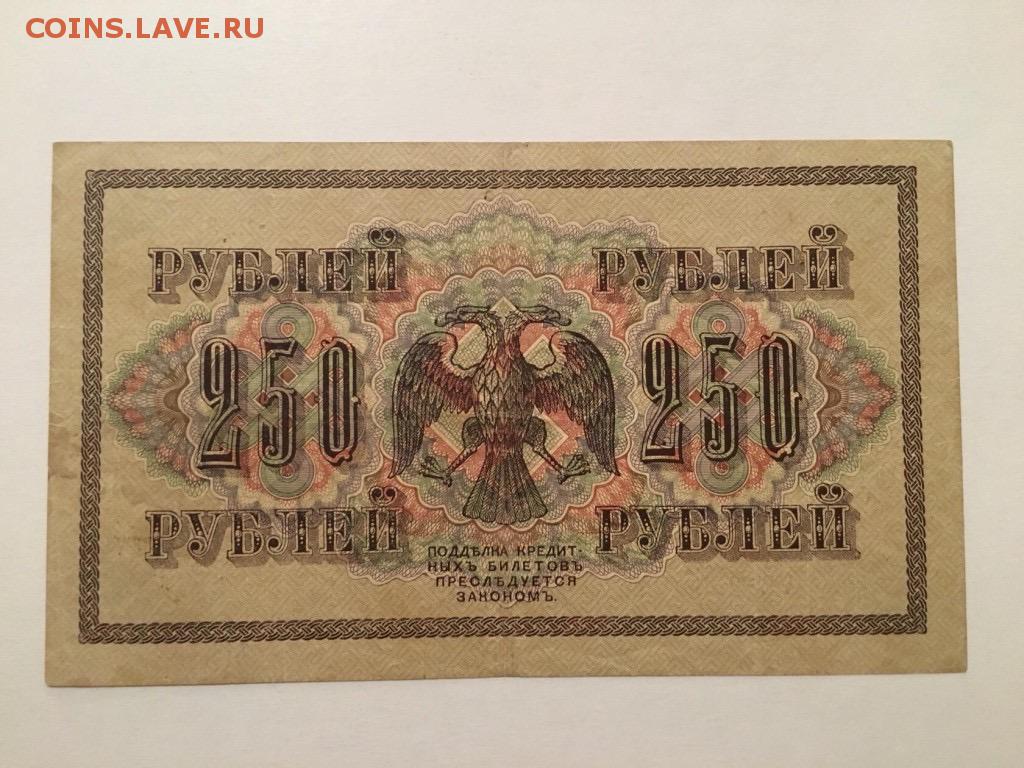 COINS.LAVE.RU
РУБЛЕЙ РУБЛЕЙ
250 250
РУБЛЕЙ РУБЛЕЙ
ПОДДѢЛКА КРЕДИТ-
НЫХЪ БИЛЕТОВЪ
ПРЕСЛѢДУЕТСЯ
ЗАКОНОМЪ.